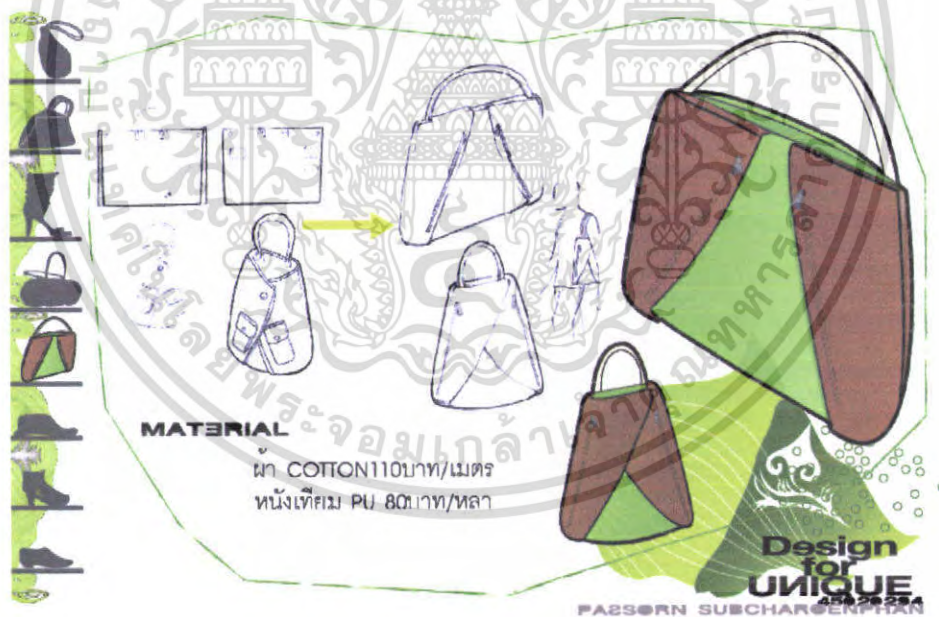 MATERIAL
ผ้า COTTON110บาท/เมตร
หนังเทียม PU 80บาท/หลา
Design
for
UNIQUE
45020294
PASSORN SUBCHAROENPHAN